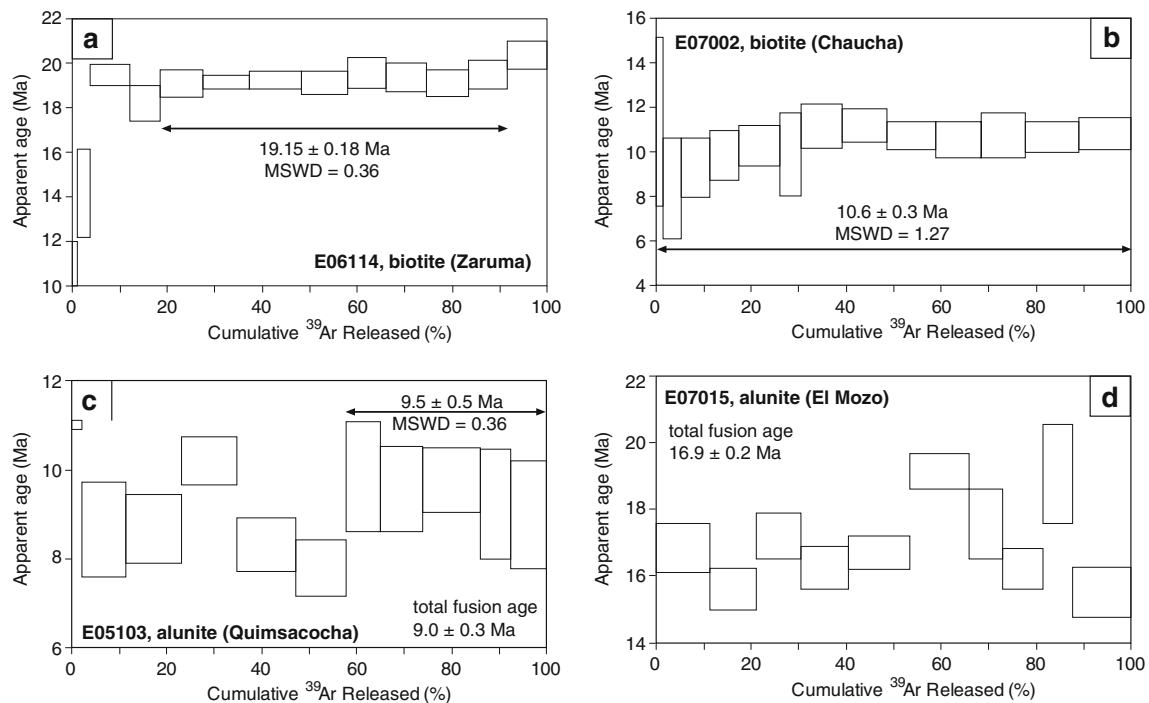 a
22
20
18
16
14
12
10
Apparent age (Ma)
19.15 ± 0.18 Ma
MSWD = 0.36
E06114, biotite (Zaruma)
0 20 40 60 80 100
Cumulative ³⁹Ar Released (%)
b
16
14
12
10
8
6
4
Apparent age (Ma)
E07002, biotite (Chaucha)
10.6 ± 0.3 Ma
MSWD = 1.27
0 20 40 60 80 100
Cumulative ³⁹Ar Released (%)
c
12
10
8
6
Apparent age (Ma)
9.5 ± 0.5 Ma
MSWD = 0.36
total fusion age
9.0 ± 0.3 Ma
E05103, alunite (Quimsacocha)
0 20 40 60 80 100
Cumulative ³⁹Ar Released (%)
d
22
20
18
16
14
Apparent age (Ma)
E07015, alunite (El Mozo)
total fusion age
16.9 ± 0.2 Ma
0 20 40 60 80 100
Cumulative ³⁹Ar Released (%)